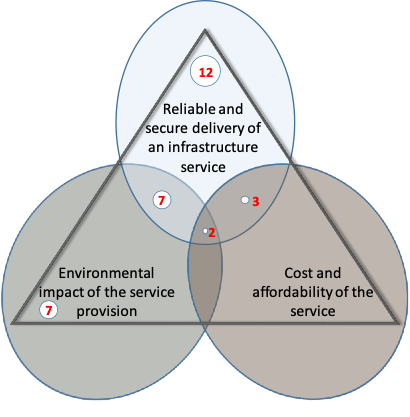 12
Reliable and
secure delivery of
an infrastructure
service
7
3
2
Environmental
impact of the service
provision
7
Cost and
affordability of the
service